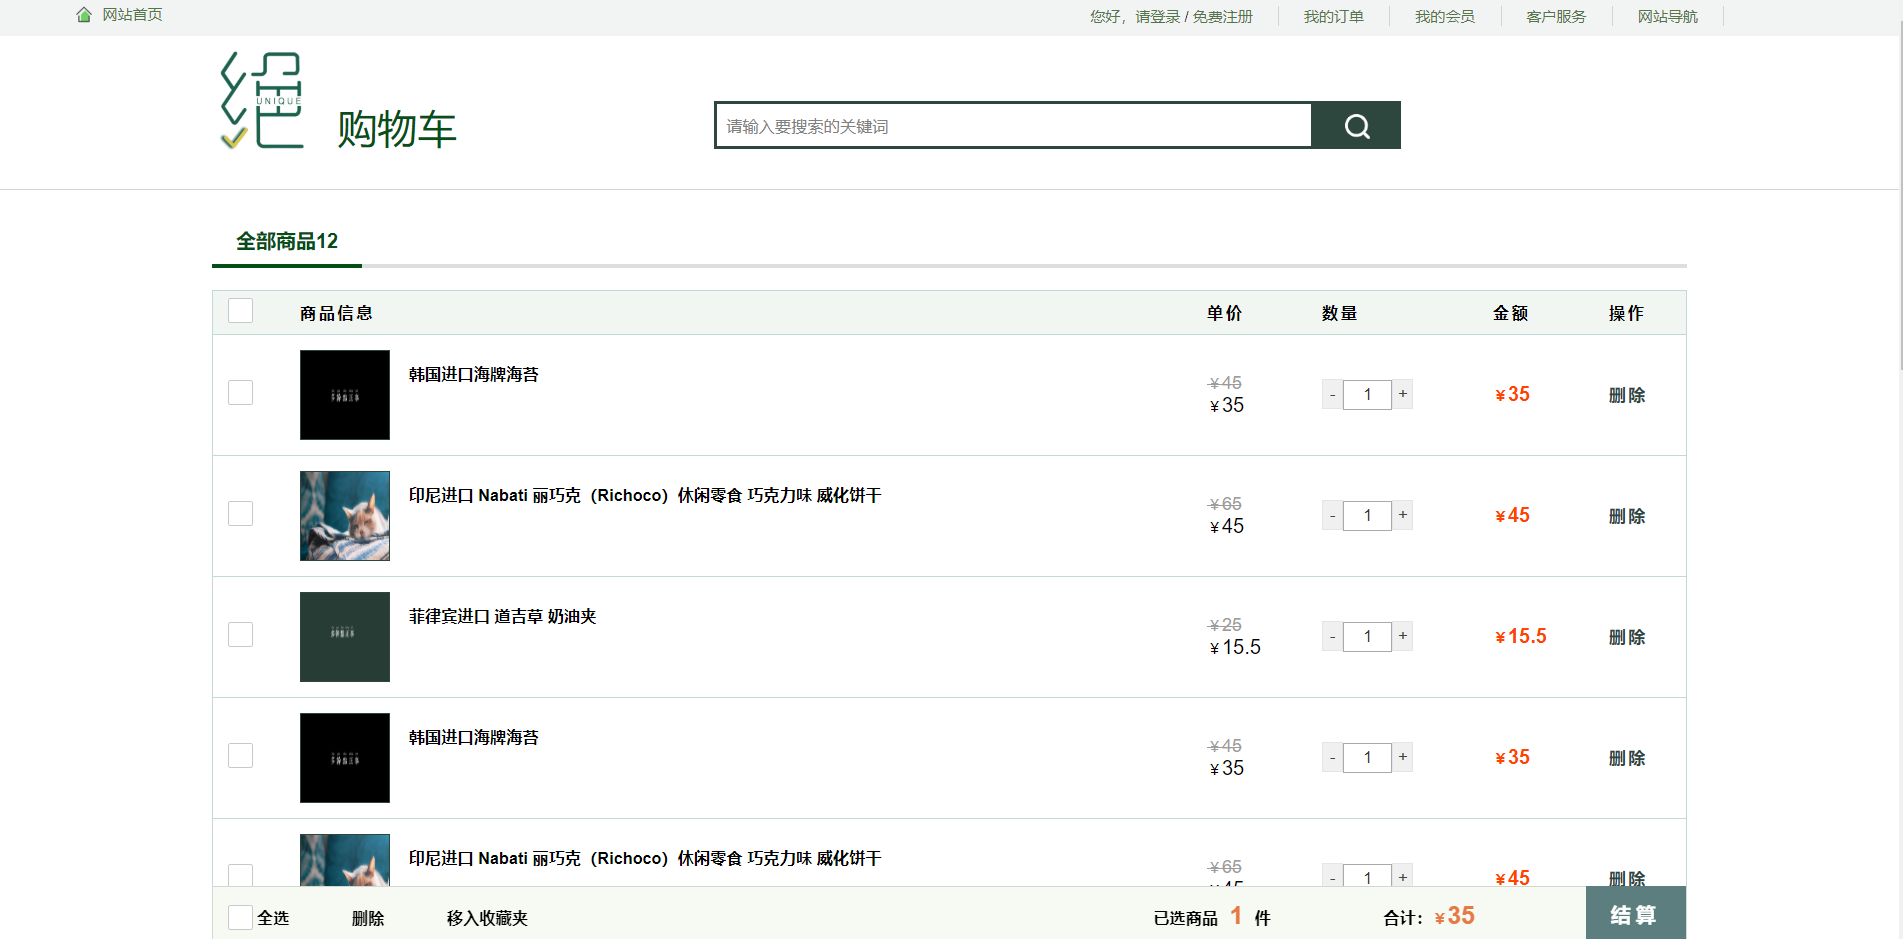 网站首页 您好，请登录 / 免费注册 我的订单 我的会员 客户服务 网站导航
绝色 UNIQUE
购物车 请输入要搜索的关键词
全部商品12
商品信息 单价 数量 金额 操作
韩国进口海牌海苔
¥45
¥35 - 1 + ¥35 删除
印尼进口 Nabati 丽巧克（Richoco）休闲零食 巧克力味 威化饼干
¥65
¥45 - 1 + ¥45 删除
菲律宾进口 道吉草 奶油夹
¥25
¥15.5 - 1 + ¥15.5 删除
韩国进口海牌海苔
¥45
¥35 - 1 + ¥35 删除
印尼进口 Nabati 丽巧克（Richoco）休闲零食 巧克力味 威化饼干
¥65
¥45 - 1 + ¥45 删除
全选 删除 移入收藏夹 已选商品 1 件 合计：¥35 结算